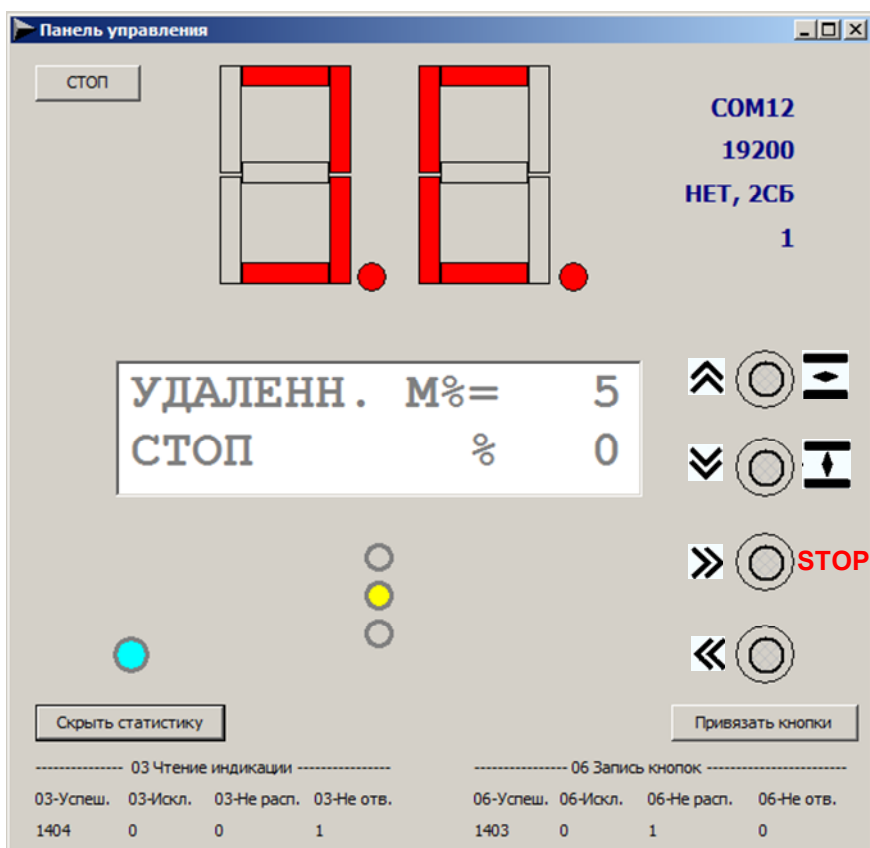 Панель управления
СТОП
COM12
19200
НЕТ, 2СБ
1
УДАЛЕНН. М%= 5
СТОП % 0
STOP
Скрыть статистику
Привязать кнопки
--------------- 03 Чтение индикации ----------------
---------------- 06 Запись кнопок ------------------------
03-Успеш. 03-Искл. 03-Не расп. 03-Не отв.
06-Успеш. 06-Искл. 06-Не расп. 06-Не отв.
1404 0 0 1
1403 0 1 0